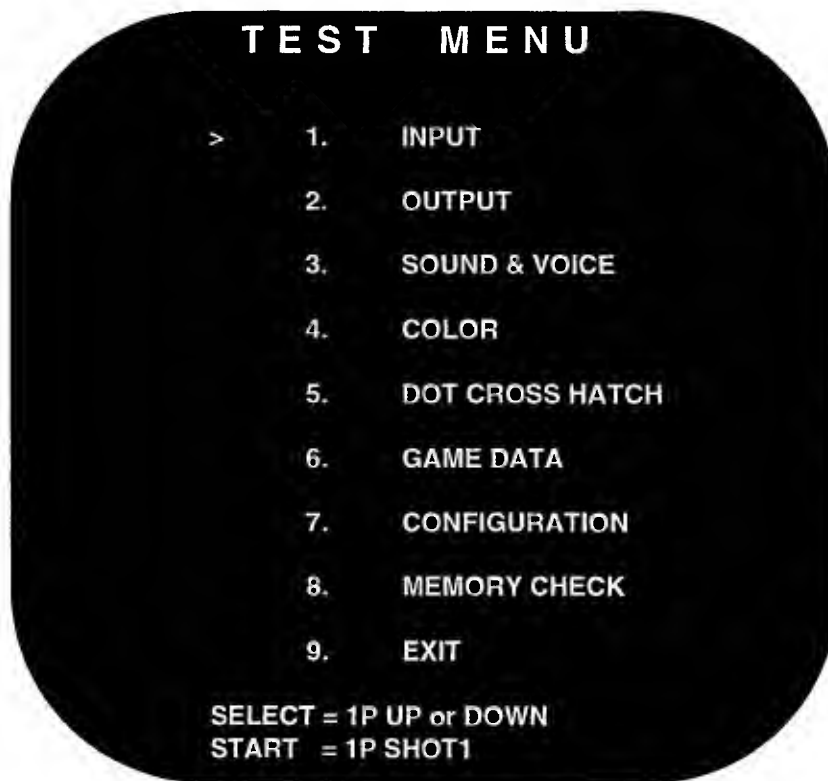 TEST MENU
> 1. INPUT
2. OUTPUT
3. SOUND & VOICE
4. COLOR
5. DOT CROSS HATCH
6. GAME DATA
7. CONFIGURATION
8. MEMORY CHECK
9. EXIT
SELECT = 1P UP or DOWN
START = 1P SHOT1